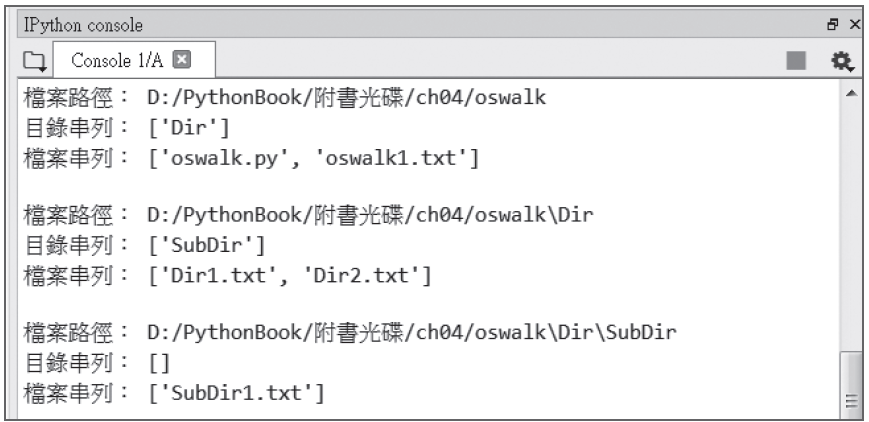 IPython console
Console 1/A
檔案路徑： D:/PythonBook/附書光碟/ch04/oswalk
目錄串列： ['Dir']
檔案串列： ['oswalk.py', 'oswalk1.txt']
檔案路徑： D:/PythonBook/附書光碟/ch04/oswalk\Dir
目錄串列： ['SubDir']
檔案串列： ['Dir1.txt', 'Dir2.txt']
檔案路徑： D:/PythonBook/附書光碟/ch04/oswalk\Dir\SubDir
目錄串列： []
檔案串列： ['SubDir1.txt']